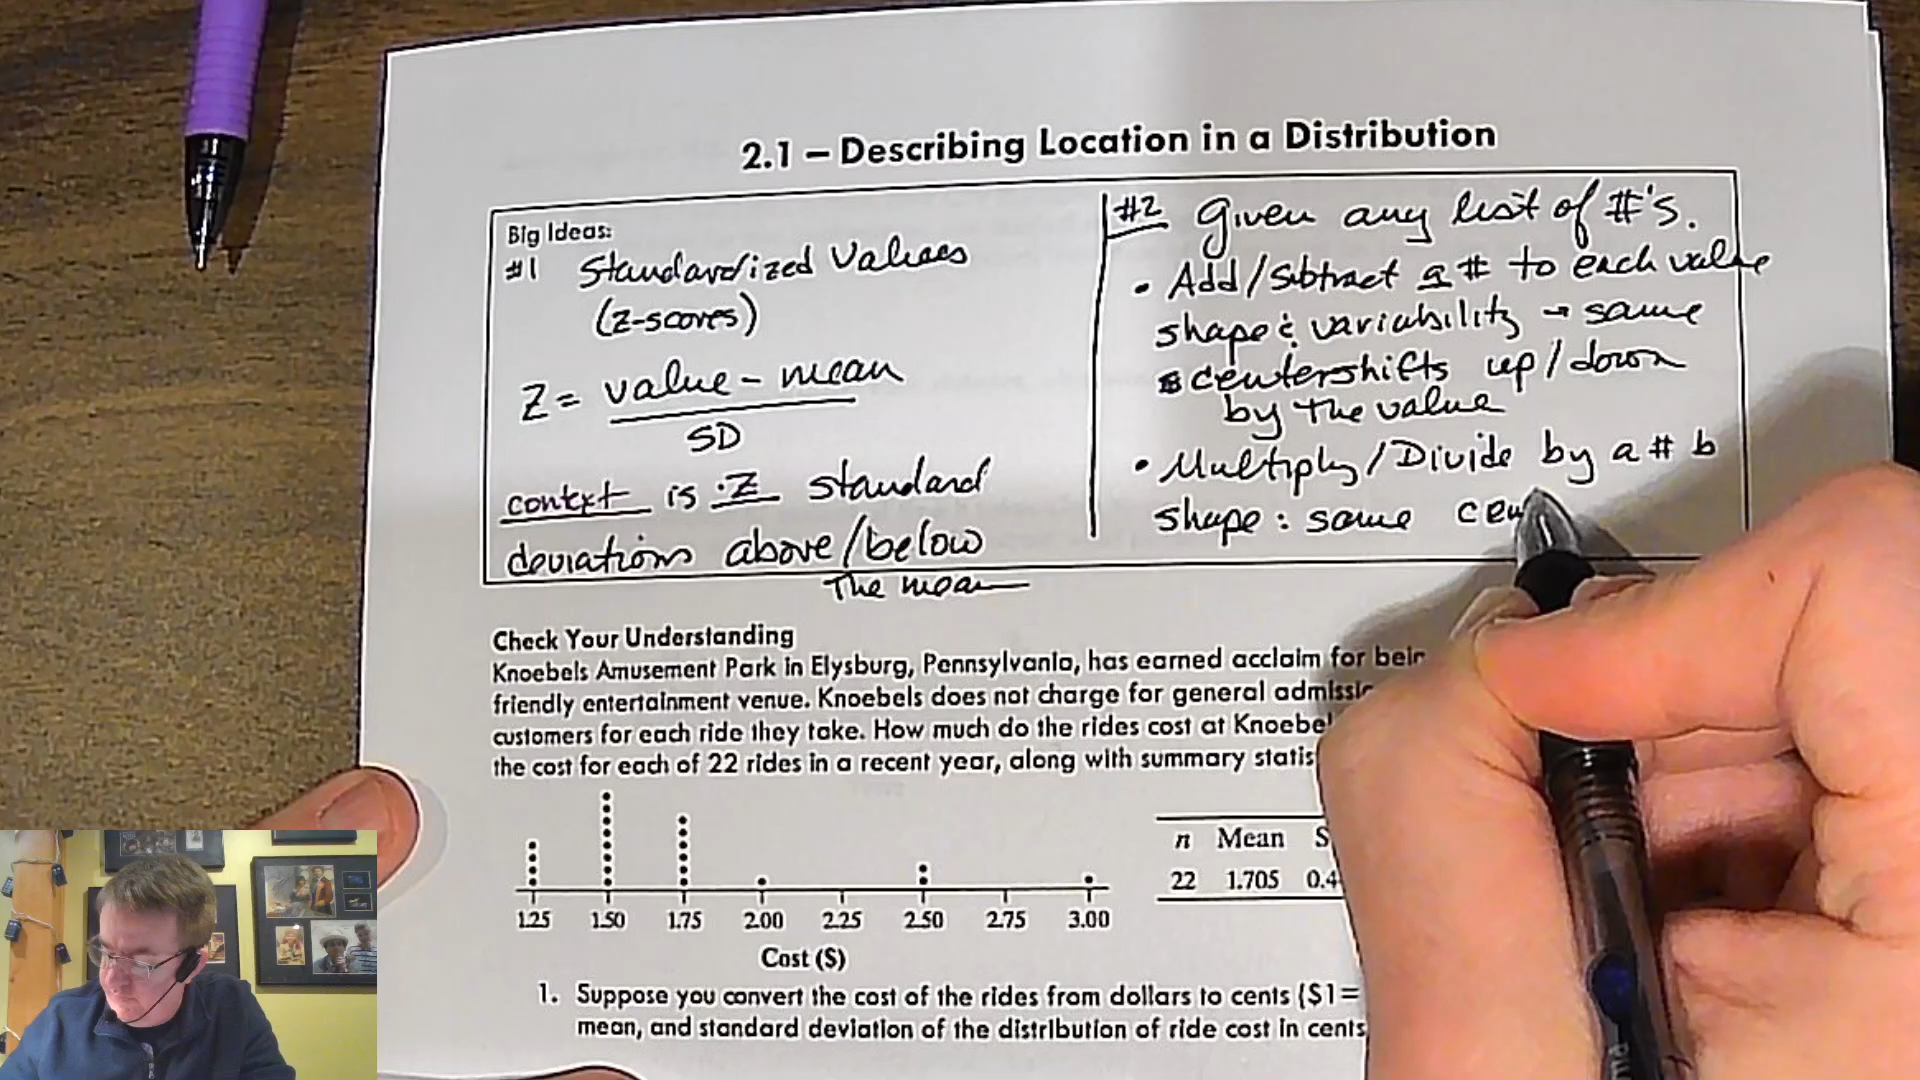 2.1 – Describing Location in a Distribution
Big Ideas:
#1 Standardized Values
(z-scores)
Z = value - mean
SD
context is Z standard
deviations above/below
The mean
#2 Given any list of #'s.
• Add/Subtract a # to each value
shape & variability → same
centershifts up/down
by the value
• Multiply/Divide by a # b
shape: same cen
Check Your Understanding
Knoebels Amusement Park in Elysburg, Pennsylvania, has earned acclaim for
friendly entertainment venue. Knoebels does not charge for general
customers for each ride they take. How much do the rides cost at
the cost for each of 22 rides in a recent year, along with summary
n Mean S
22 1.705 0.4
1.25 1.50 1.75 2.00 2.25 2.50 2.75 3.00
Cost ($)
1. Suppose you convert the cost of the rides from dollars to cents ($1=
mean, and standard deviation of the distribution of ride cost in cents